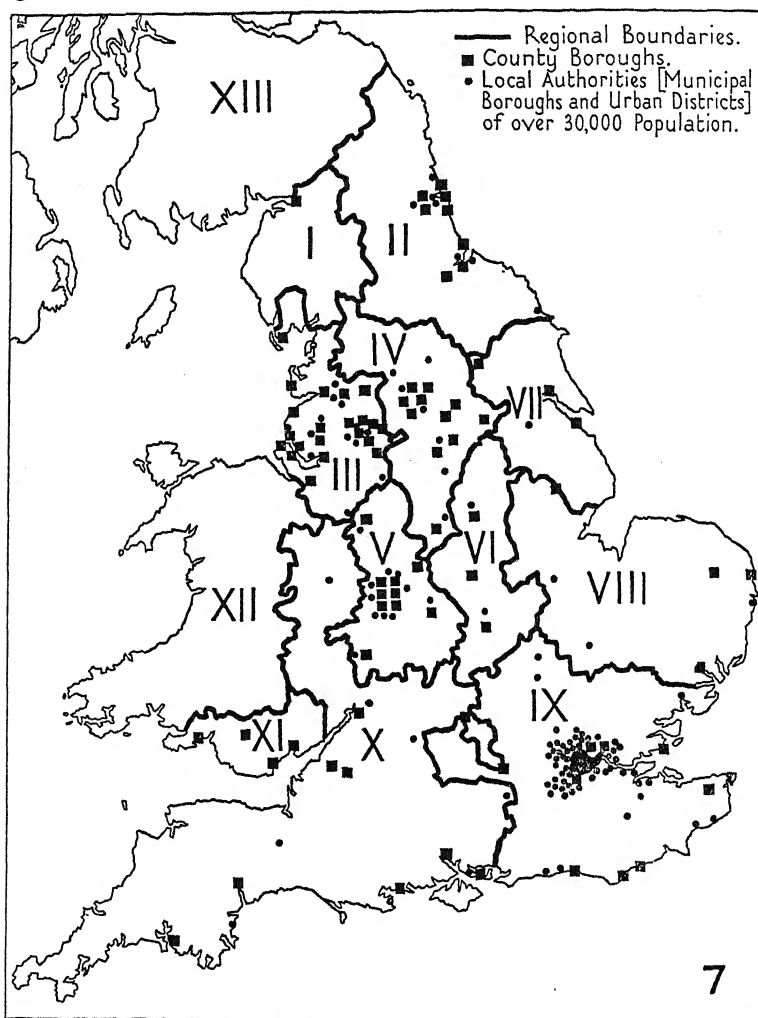 Regional Boundaries.
County Boroughs.
Local Authorities [Municipal
Boroughs and Urban Districts]
of over 30,000 Population.
XIII
I
II
IV
VII
III
V
VI
VIII
XII
IX
XI
X
7